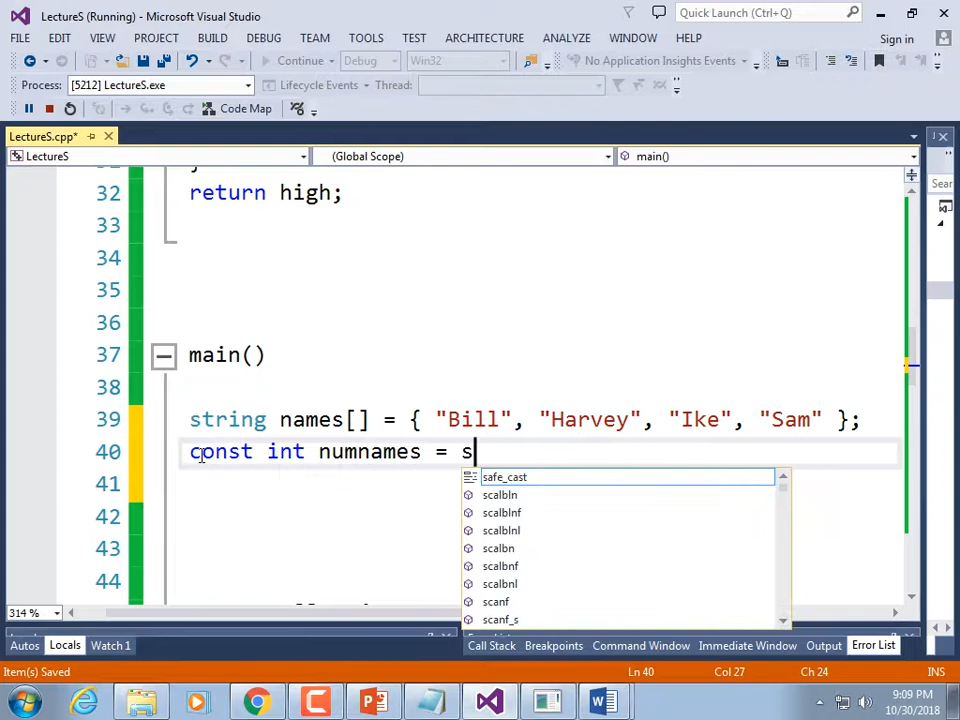 LectureS (Running) - Microsoft Visual Studio
Quick Launch (Ctrl+Q)
FILE EDIT VIEW PROJECT BUILD DEBUG TEAM TOOLS TEST ARCHITECTURE ANALYZE WINDOW HELP Sign in
Continue Debug Win32 No Application Insights Events
Process: [5212] LectureS.exe Lifecycle Events Thread:
Code Map
LectureS.cpp*
LectureS (Global Scope) main()
Sear
32 return high;
33
34
35
36
37 main()
38
39 string names[] = { "Bill", "Harvey", "Ike", "Sam" };
40 const int numnames = s
41 safe_cast
scalbln
42 scalblnf
scalblnl
43 scalbn
scalbnf
44 scalbnl
scanf
314 % scanf_s
Autos Locals Watch 1 Call Stack Breakpoints Command Window Immediate Window Output Error List
Item(s) Saved Ln 40 Col 27 Ch 24 INS
9:09 PM
10/30/2018